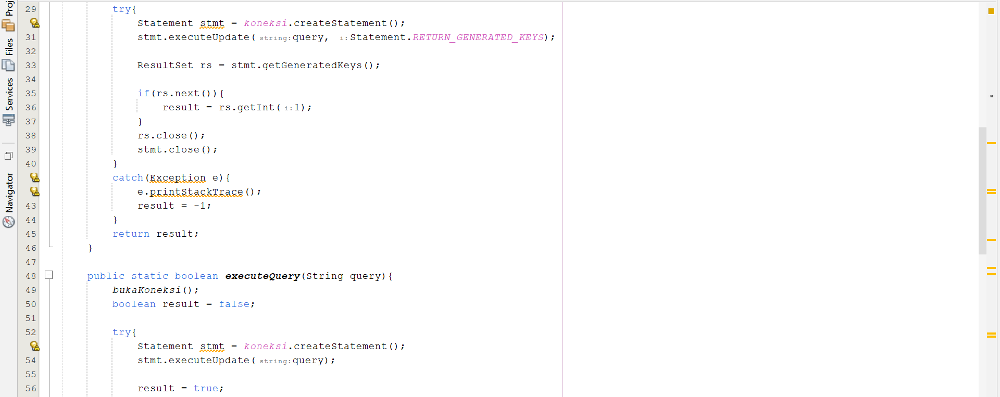 Proj
Files
Services
Navigator
29 try{
Statement stmt = koneksi.createStatement();
31 stmt.executeUpdate(string:query, i:Statement.RETURN_GENERATED_KEYS);
32
33 ResultSet rs = stmt.getGeneratedKeys();
34
35 if(rs.next()){
36 result = rs.getInt(i:1);
37 }
38 rs.close();
39 stmt.close();
40 }
catch(Exception e){
e.printStackTrace();
43 result = -1;
44 }
45 return result;
46 }
47
48 public static boolean executeQuery(String query){
49 bukaKoneksi();
50 boolean result = false;
51
52 try{
Statement stmt = koneksi.createStatement();
54 stmt.executeUpdate(string:query);
55
56 result = true;